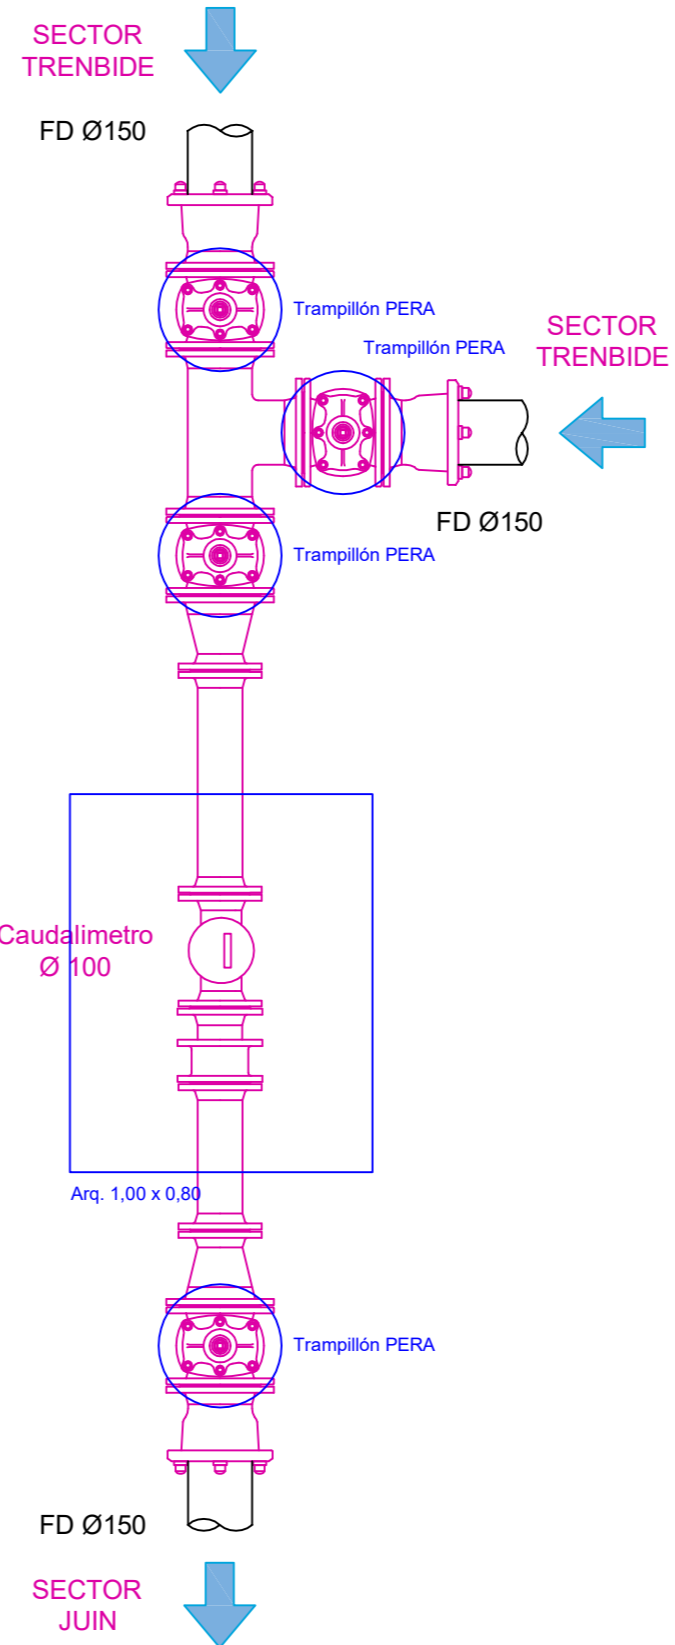 SECTOR
TRENBIDE
FD Ø150
Trampillón PERA
Trampillón PERA
SECTOR
TRENBIDE
FD Ø150
Trampillón PERA
Caudalimetro
Ø 100
Arq. 1,00 x 0,80
Trampillón PERA
FD Ø150
SECTOR
JUIN